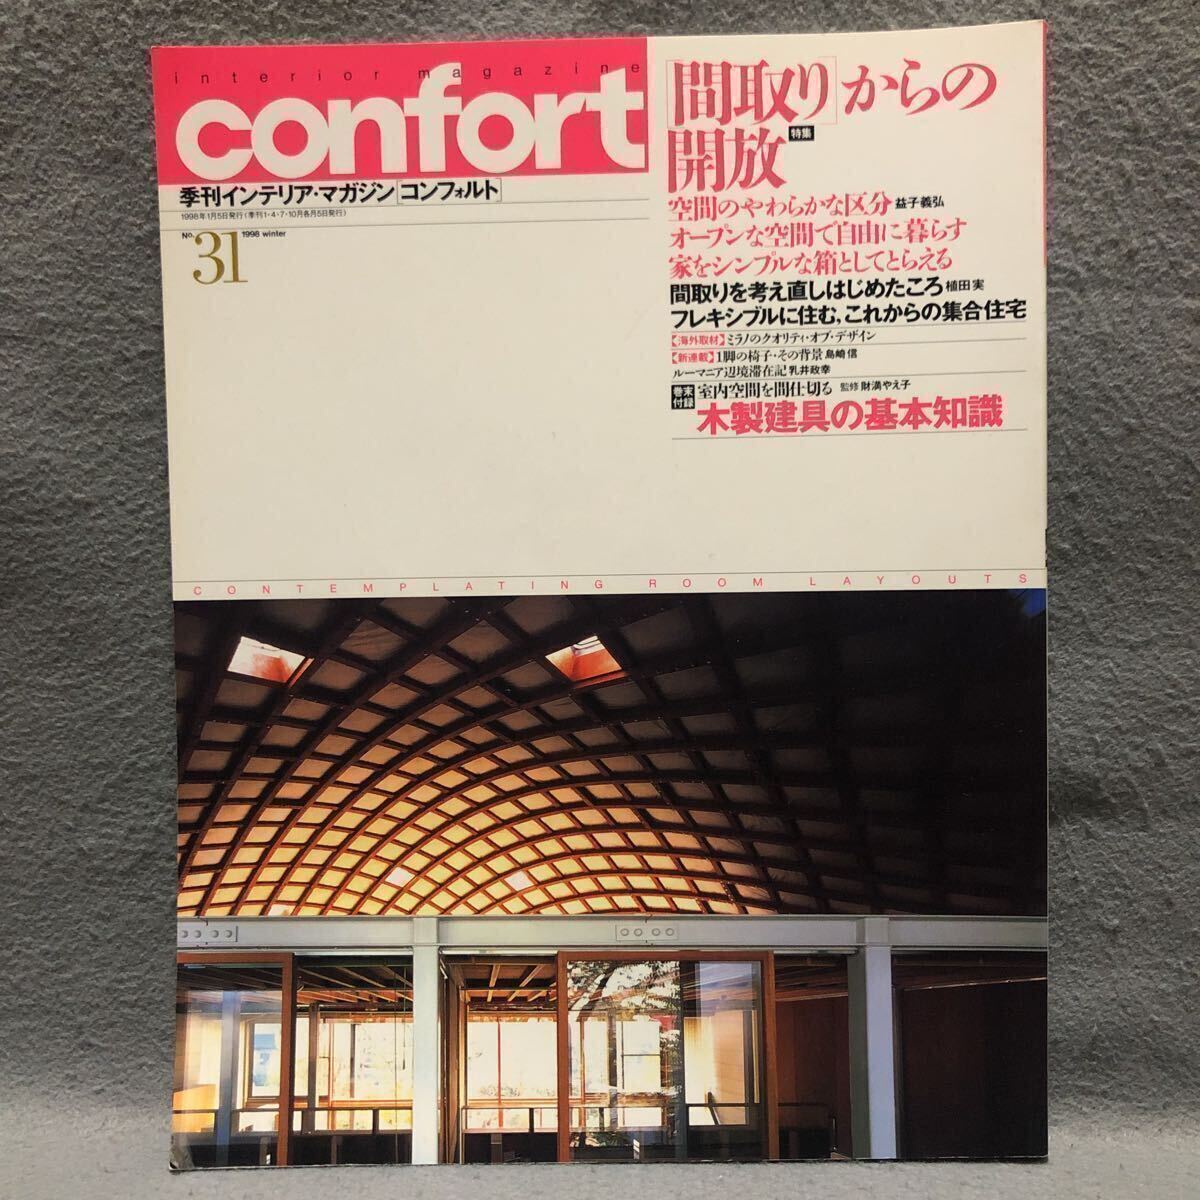 interior magazine
confort
季刊インテリア・マガジン[コンフォルト]
1998年1月5日発行(季刊1・4・7・10月各月5日発行)
No.31 1998 winter
[間取り]からの
開放 特集
空間のやわらかな区分 益子義弘
オープンな空間で自由に暮らす
家をシンプルな箱としてとらえる
間取りを考え直しはじめたころ 植田実
フレキシブルに住む,これからの集合住宅
【海外取材】ミラノのクオリティ・オブ・デザイン
【新連載】1脚の椅子・その背景 島崎信
ルーマニア辺境滞在記 乳井政幸
巻末付録 室内空間を間仕切る 監修 財満やえ子
木製建具の基本知識
CONTEMPLATING ROOM LAYOUTS